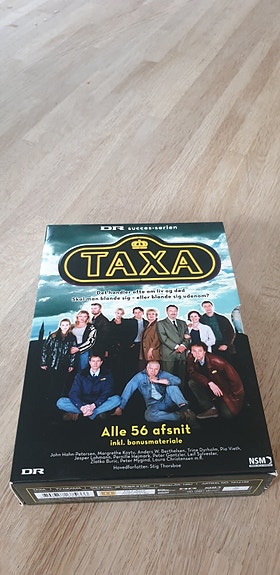 DR succes-serien
TAXA
Det handler ofte om liv og død
Skal man blande sig - eller blande sig udenom?
Alle 56 afsnit
inkl. bonusmateriale
John Hahn-Petersen, Margrethe Koytu, Anders W. Berthelsen, Trine Dyrholm, Pia Vieth,
Jesper Lohmann, Pernille Højmark, Peter Gantzler, Leif Sylvester,
Zlatko Buric, Peter Mygind, Laura Christensen m.fl.
Hovedforfatter: Stig Thorsboe
DR
NSM